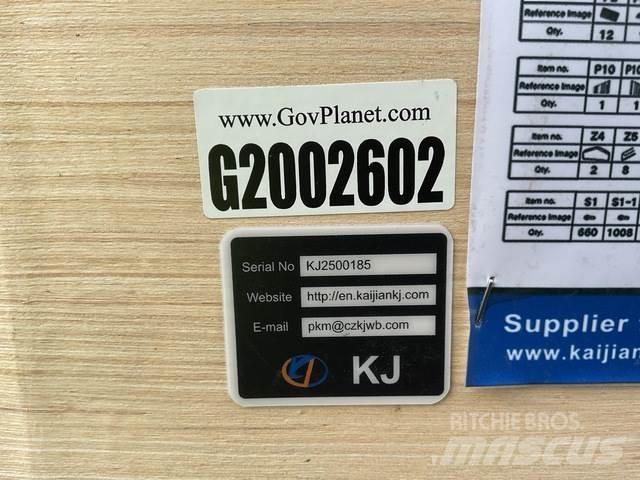 www.GovPlanet.com
G2002602
Serial No KJ2500185
Website http://en.kaijiankj.com
E-mail pkm@czkjwb.com
KJ
Reference Image
Qty. 12
Item no. P10
Reference Image
Qty. 1 1
Item no. Z4 Z5
Reference Image
Qty. 2 8
Item no. S1 S1-1
Reference Image
Qty. 660 1008
Supplier
www.kaijian
RITCHIE BROS.
MASCUS